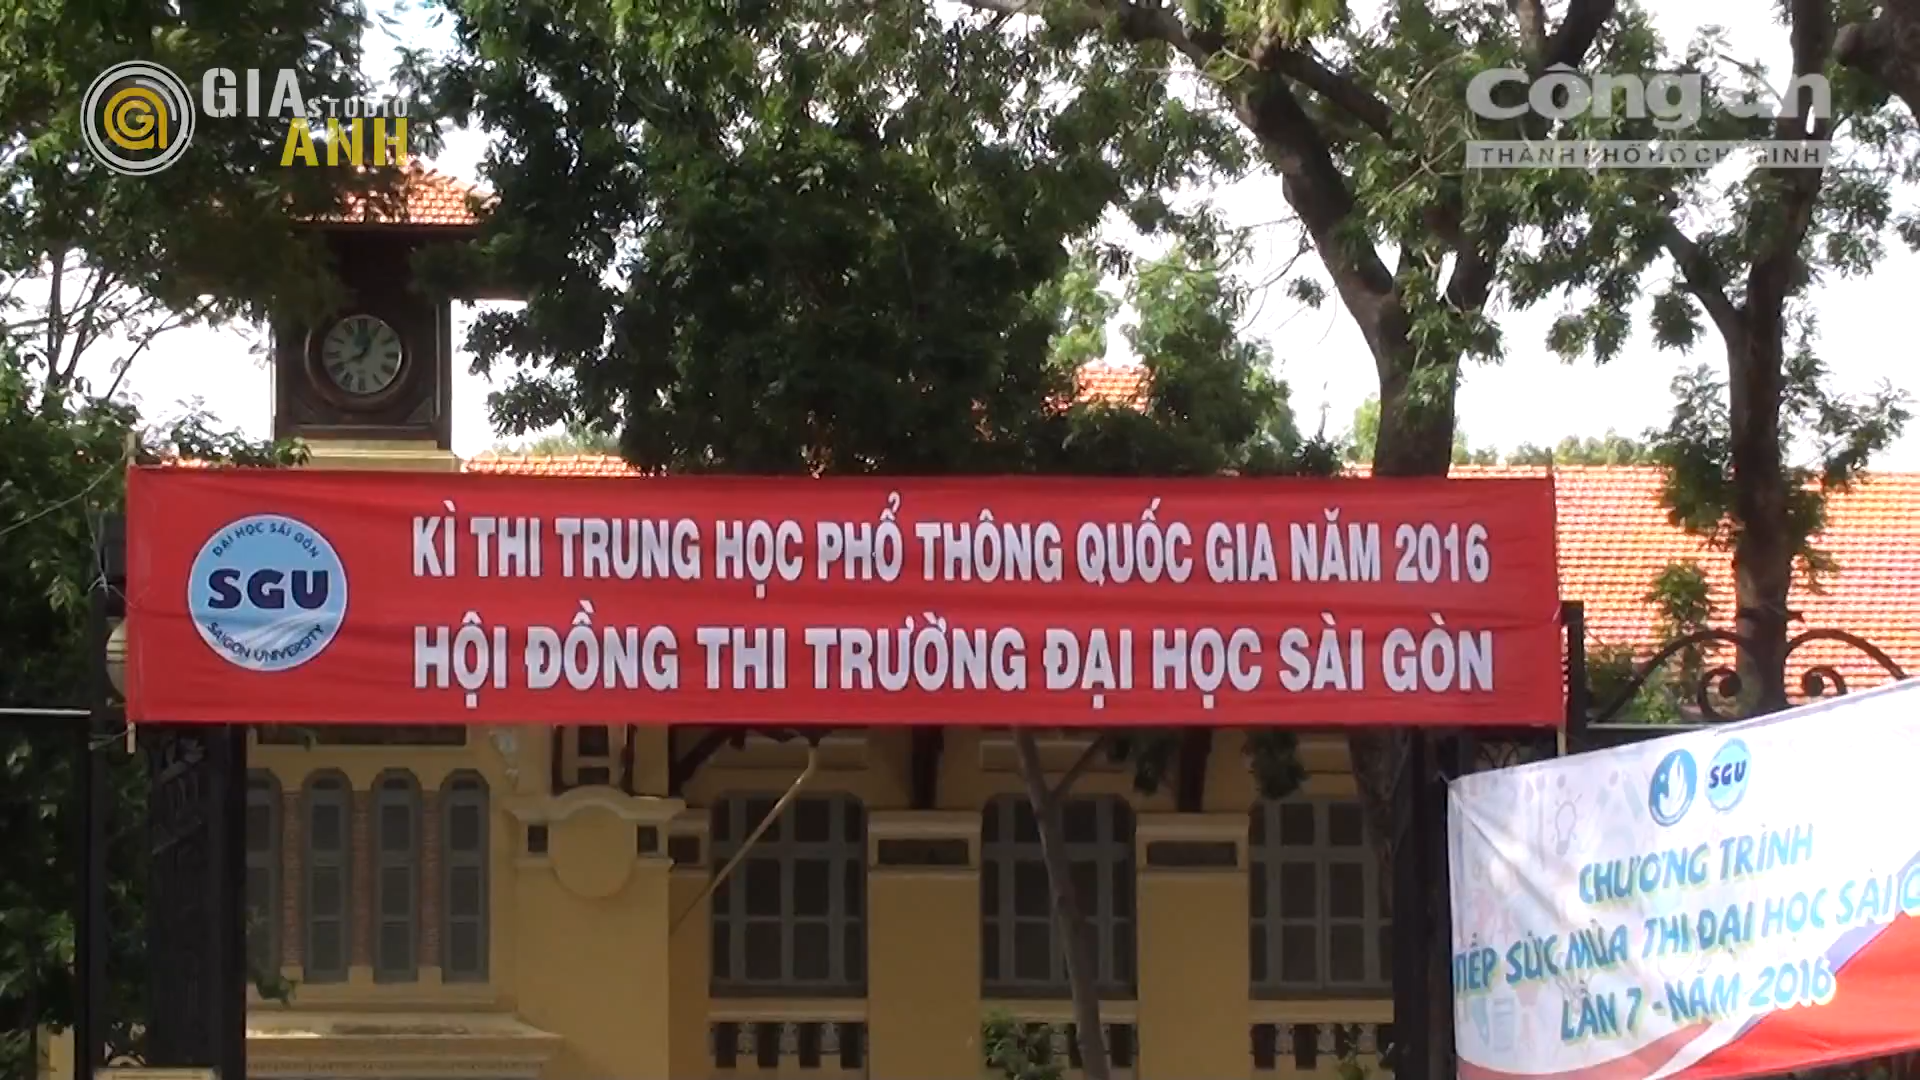 GIA STUDIO
ANH
Công an
THÀNH PHỐ HỒ CHÍ MINH
KÌ THI TRUNG HỌC PHỔ THÔNG QUỐC GIA NĂM 2016
HỘI ĐỒNG THI TRƯỜNG ĐẠI HỌC SÀI GÒN
ĐẠI HỌC SÀI GÒN
SGU
SAIGON UNIVERSITY
SGU
CHƯƠNG TRÌNH
TIẾP SỨC MÙA THI ĐẠI HỌC SÀI G
LẦN 7 - NĂM 2016